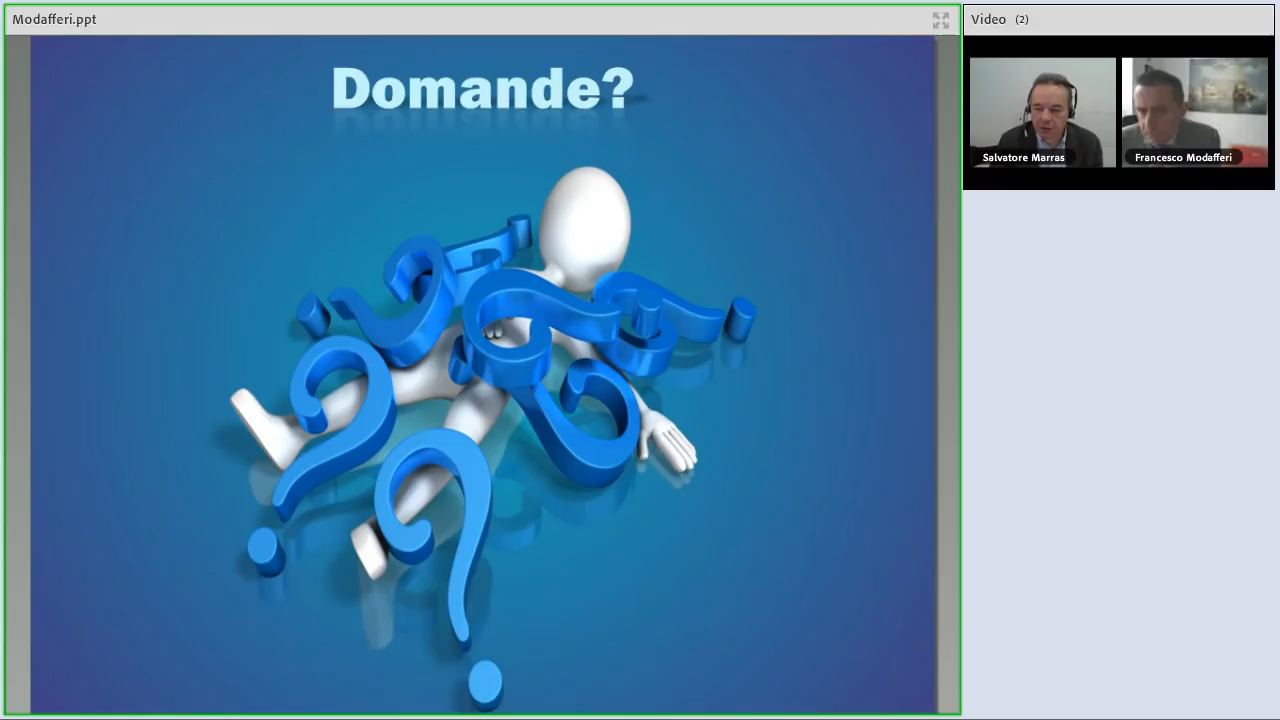 Modafferi.ppt
Video (2)
Domande?
Salvatore Marras
Francesco Modafferi